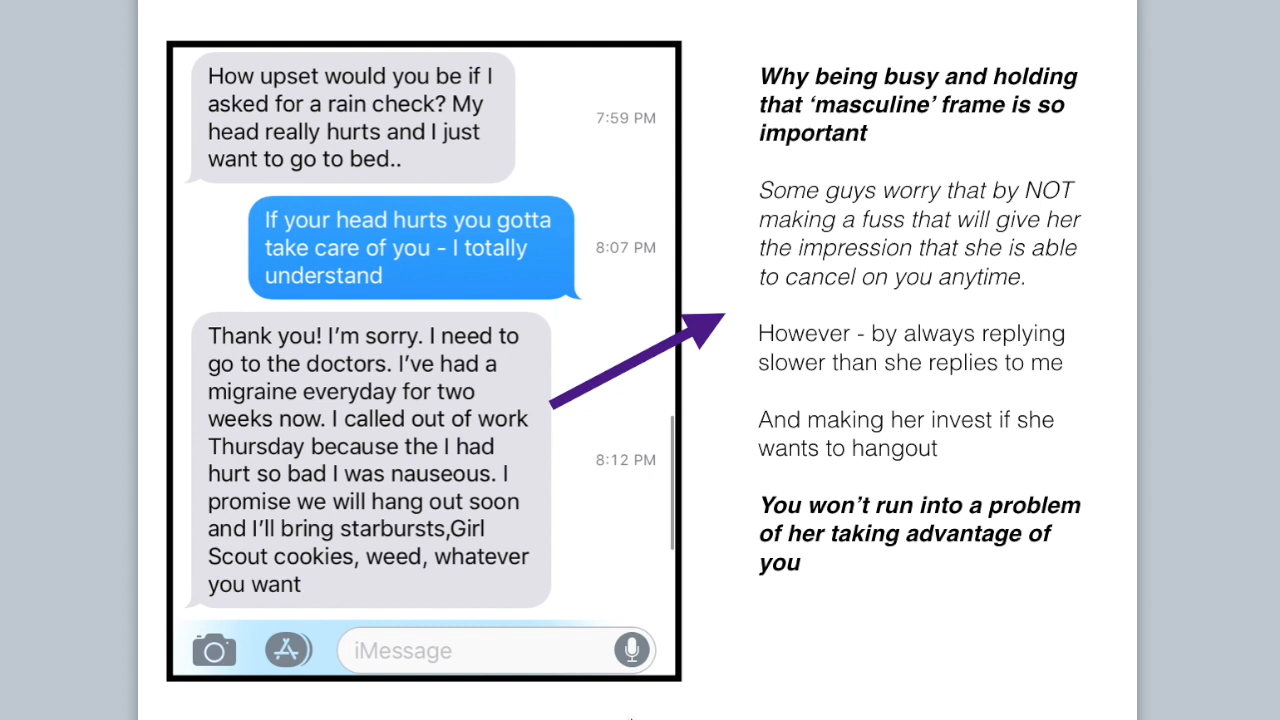 How upset would you be if I
asked for a rain check? My
head really hurts and I just
want to go to bed..
7:59 PM
If your head hurts you gotta
take care of you - I totally
understand
8:07 PM
Thank you! I'm sorry. I need to
go to the doctors. I've had a
migraine everyday for two
weeks now. I called out of work
Thursday because the I had
hurt so bad I was nauseous. I
promise we will hang out soon
and I'll bring starbursts,Girl
Scout cookies, weed, whatever
you want
8:12 PM
iMessage
Why being busy and holding
that ‘masculine’ frame is so
important
Some guys worry that by NOT
making a fuss that will give her
the impression that she is able
to cancel on you anytime.
However - by always replying
slower than she replies to me
And making her invest if she
wants to hangout
You won’t run into a problem
of her taking advantage of
you